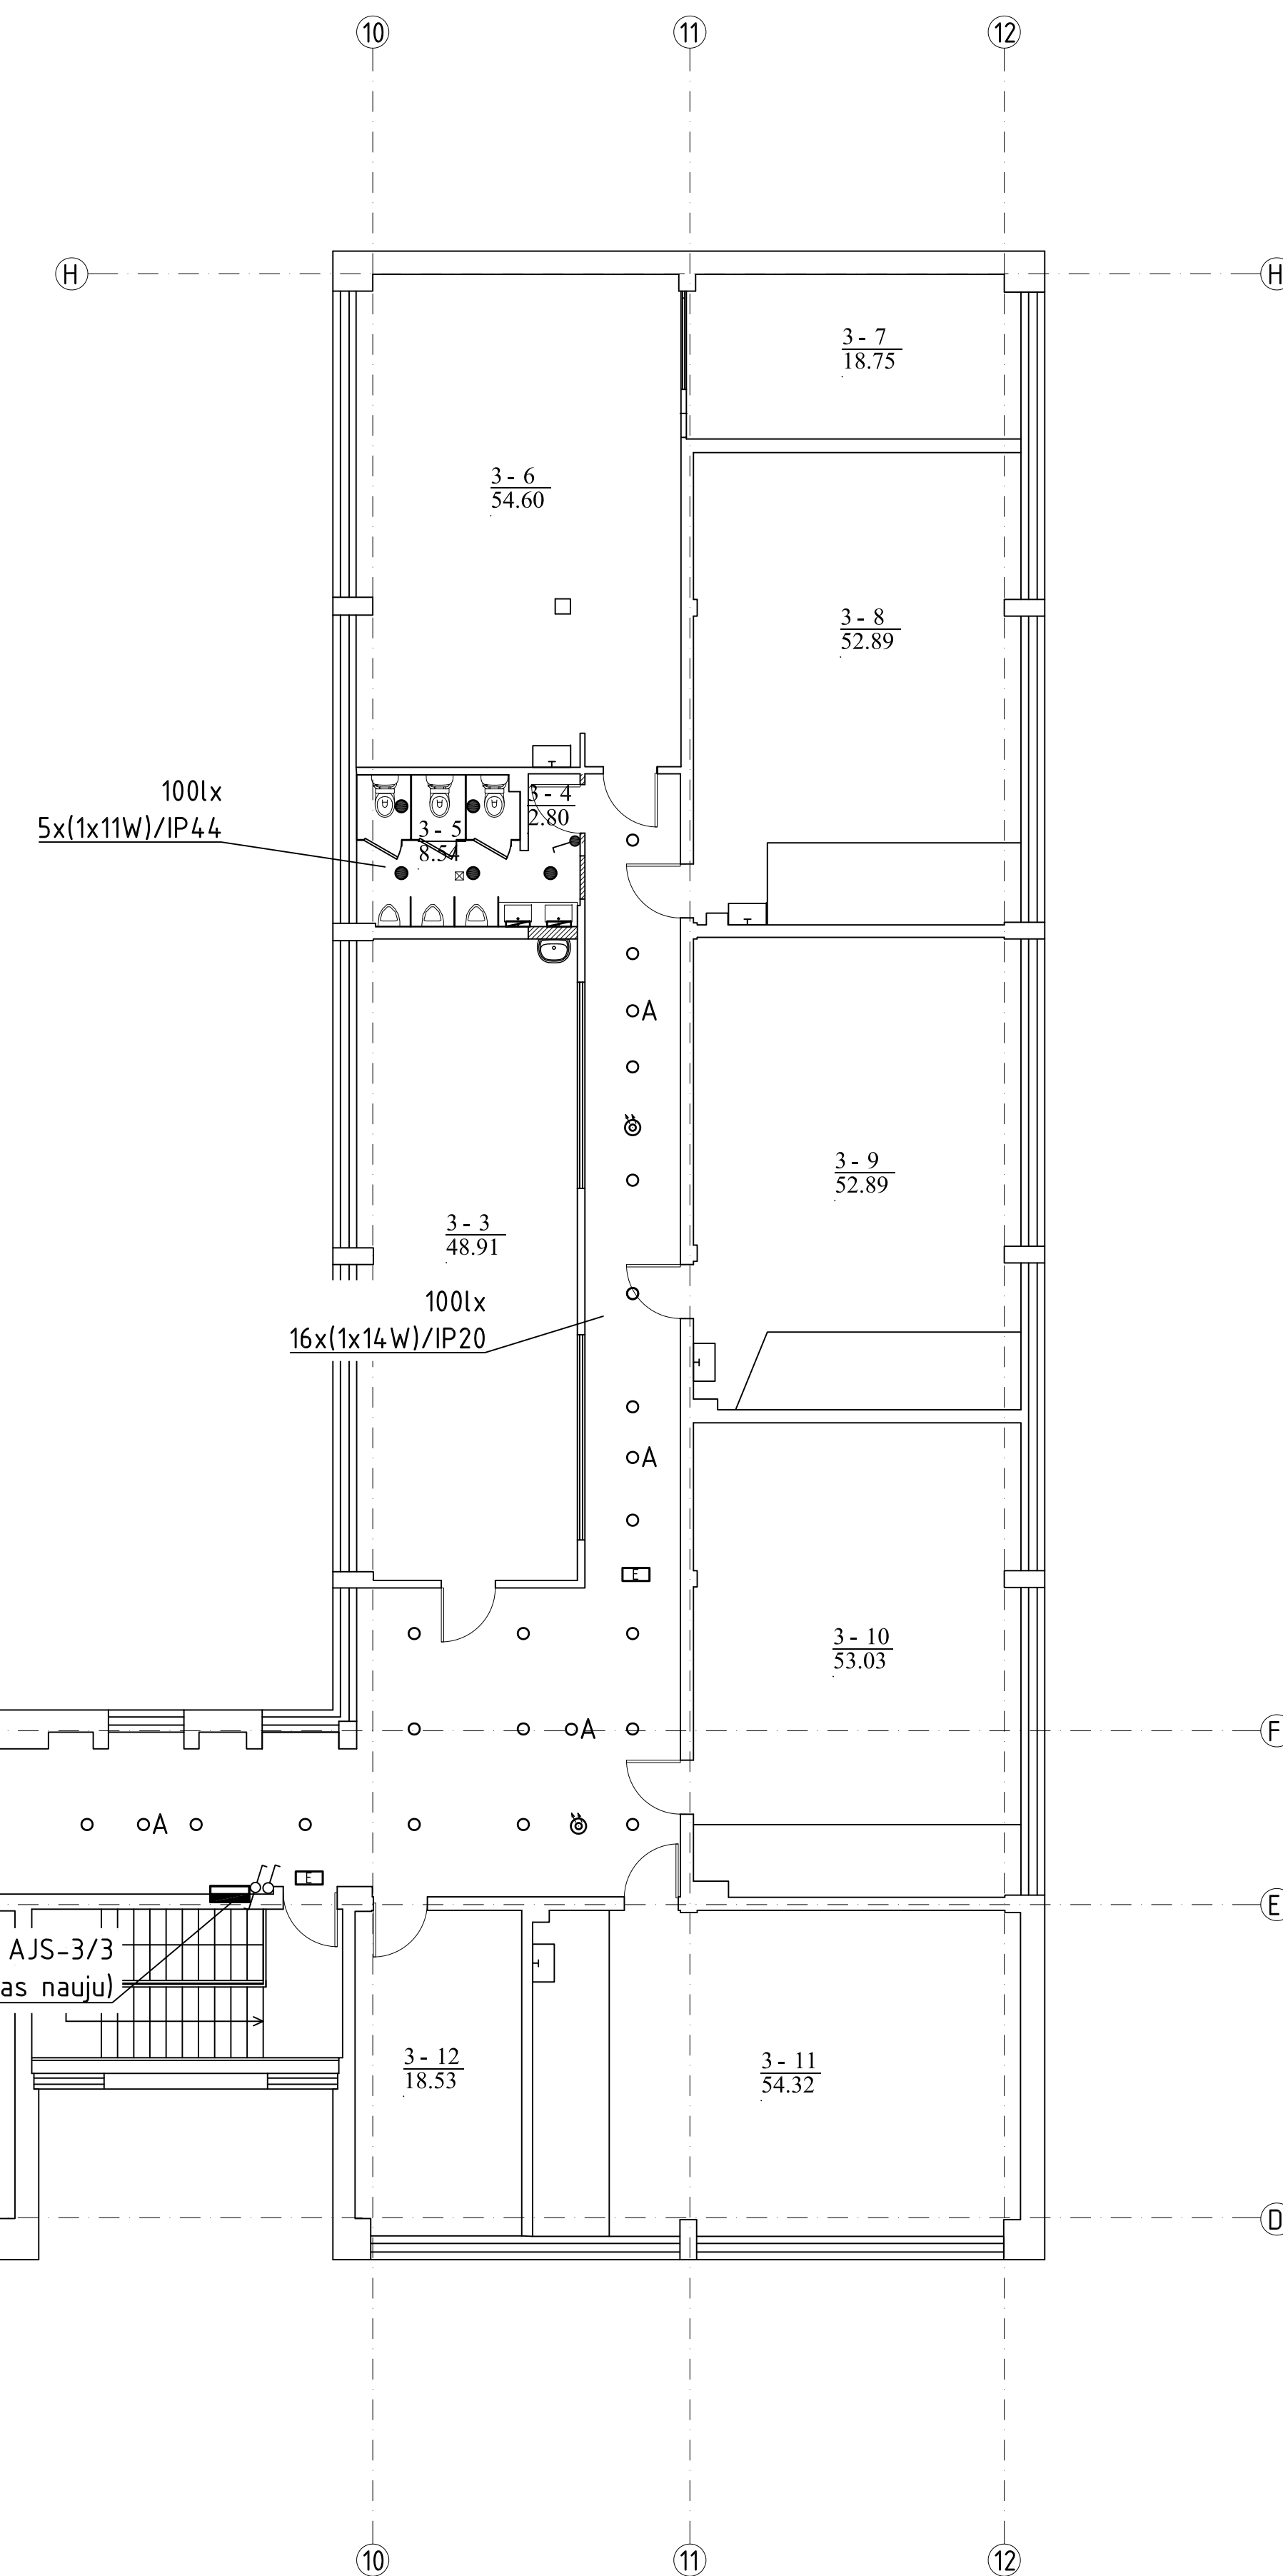 10
11
12
H
H
3 - 7
18.75
3 - 6
54.60
3 - 8
52.89
100lx
5x(1x11W)/IP44
3 - 4
2.80
3 - 5
8.54
A
3 - 9
52.89
3 - 3
48.91
100lx
16x(1x14W)/IP20
A
E
3 - 10
53.03
A
F
A
E
E
AJS-3/3
as nauju)
3 - 12
18.53
3 - 11
54.32
D
10
11
12